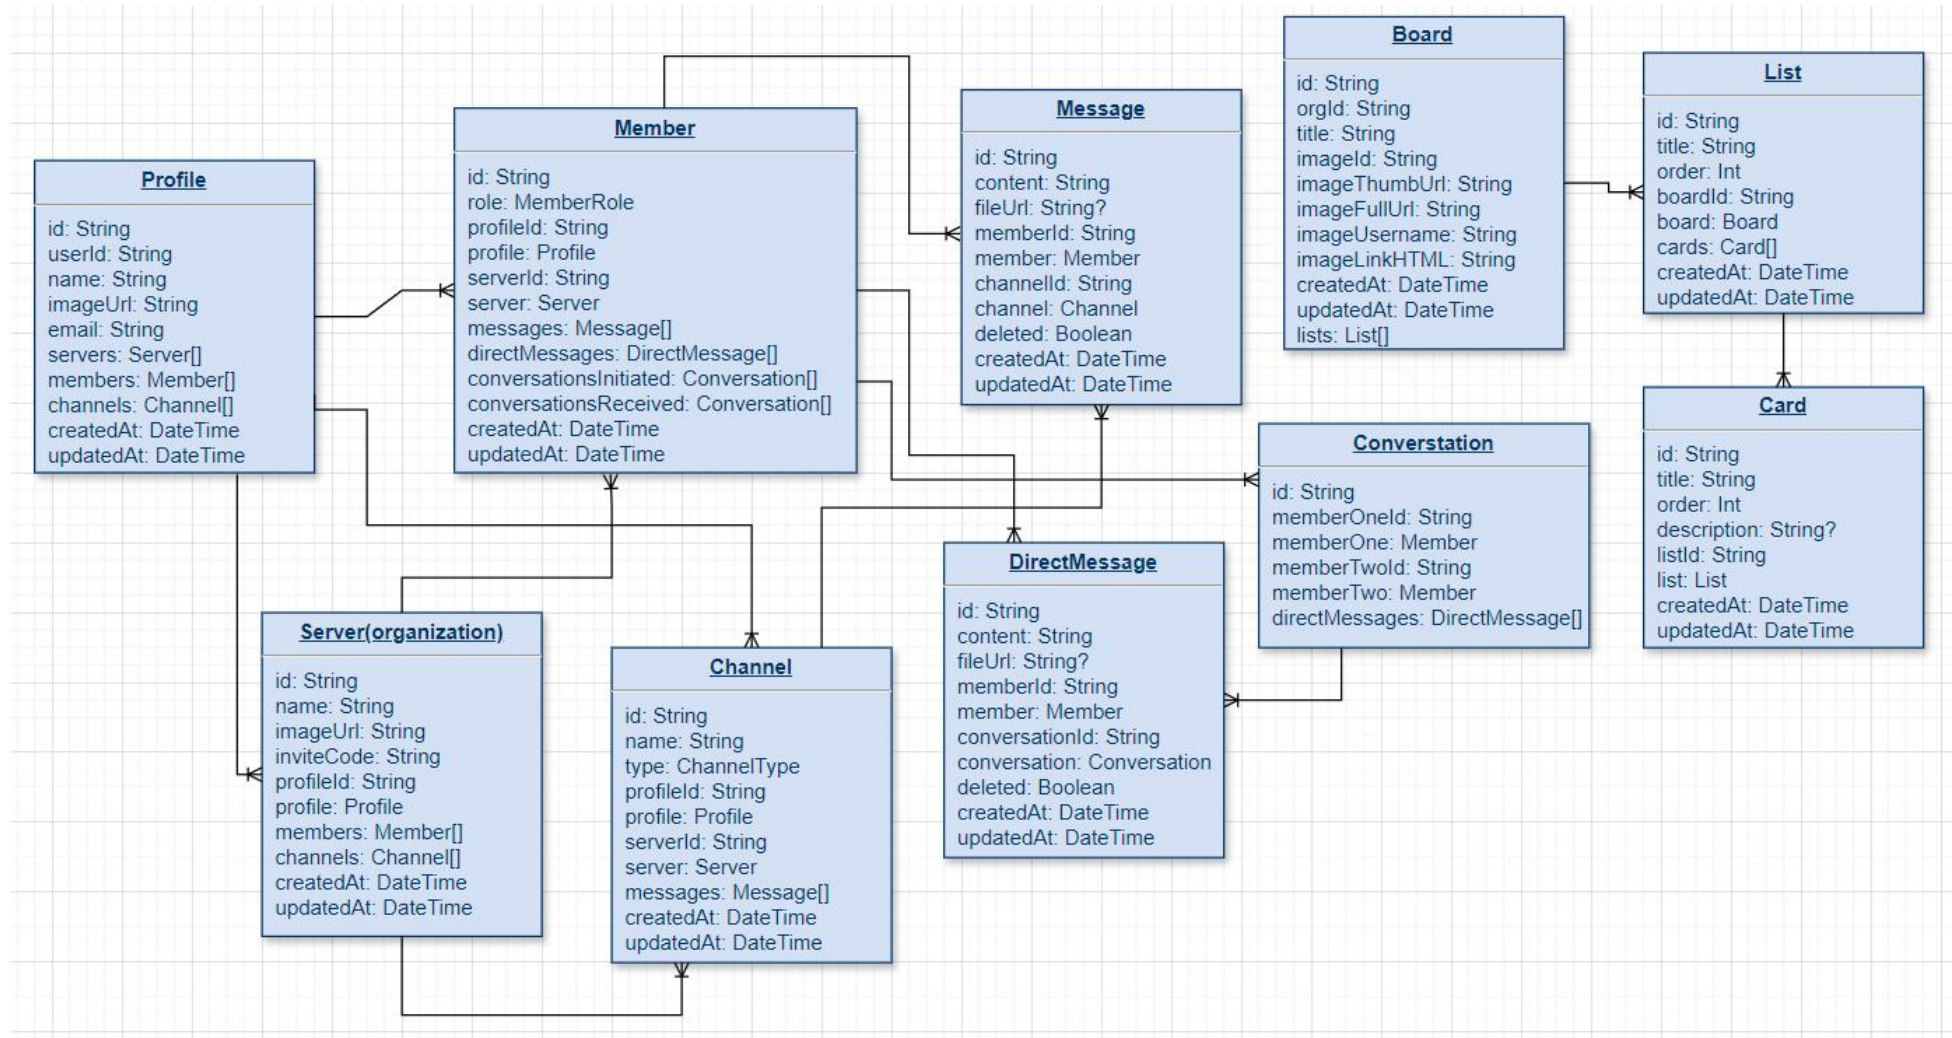 Profile
id: String
userId: String
name: String
imageUrl: String
email: String
servers: Server[]
members: Member[]
channels: Channel[]
createdAt: DateTime
updatedAt: DateTime
Member
id: String
role: MemberRole
profileId: String
profile: Profile
serverId: String
server: Server
messages: Message[]
directMessages: DirectMessage[]
conversationsInitiated: Conversation[]
conversationsReceived: Conversation[]
createdAt: DateTime
updatedAt: DateTime
Message
id: String
content: String
fileUrl: String?
memberId: String
member: Member
channelId: String
channel: Channel
deleted: Boolean
createdAt: DateTime
updatedAt: DateTime
Board
id: String
orgId: String
title: String
imageId: String
imageThumbUrl: String
imageFullUrl: String
imageUsername: String
imageLinkHTML: String
createdAt: DateTime
updatedAt: DateTime
lists: List[]
List
id: String
title: String
order: Int
boardId: String
board: Board
cards: Card[]
createdAt: DateTime
updatedAt: DateTime
Server(organization)
id: String
name: String
imageUrl: String
inviteCode: String
profileId: String
profile: Profile
members: Member[]
channels: Channel[]
createdAt: DateTime
updatedAt: DateTime
Channel
id: String
name: String
type: ChannelType
profileId: String
profile: Profile
serverId: String
server: Server
messages: Message[]
createdAt: DateTime
updatedAt: DateTime
DirectMessage
id: String
content: String
fileUrl: String?
memberId: String
member: Member
conversationId: String
conversation: Conversation
deleted: Boolean
createdAt: DateTime
updatedAt: DateTime
Converstation
id: String
memberOneId: String
memberOne: Member
memberTwoId: String
memberTwo: Member
directMessages: DirectMessage[]
Card
id: String
title: String
order: Int
description: String?
listId: String
list: List
createdAt: DateTime
updatedAt: DateTime